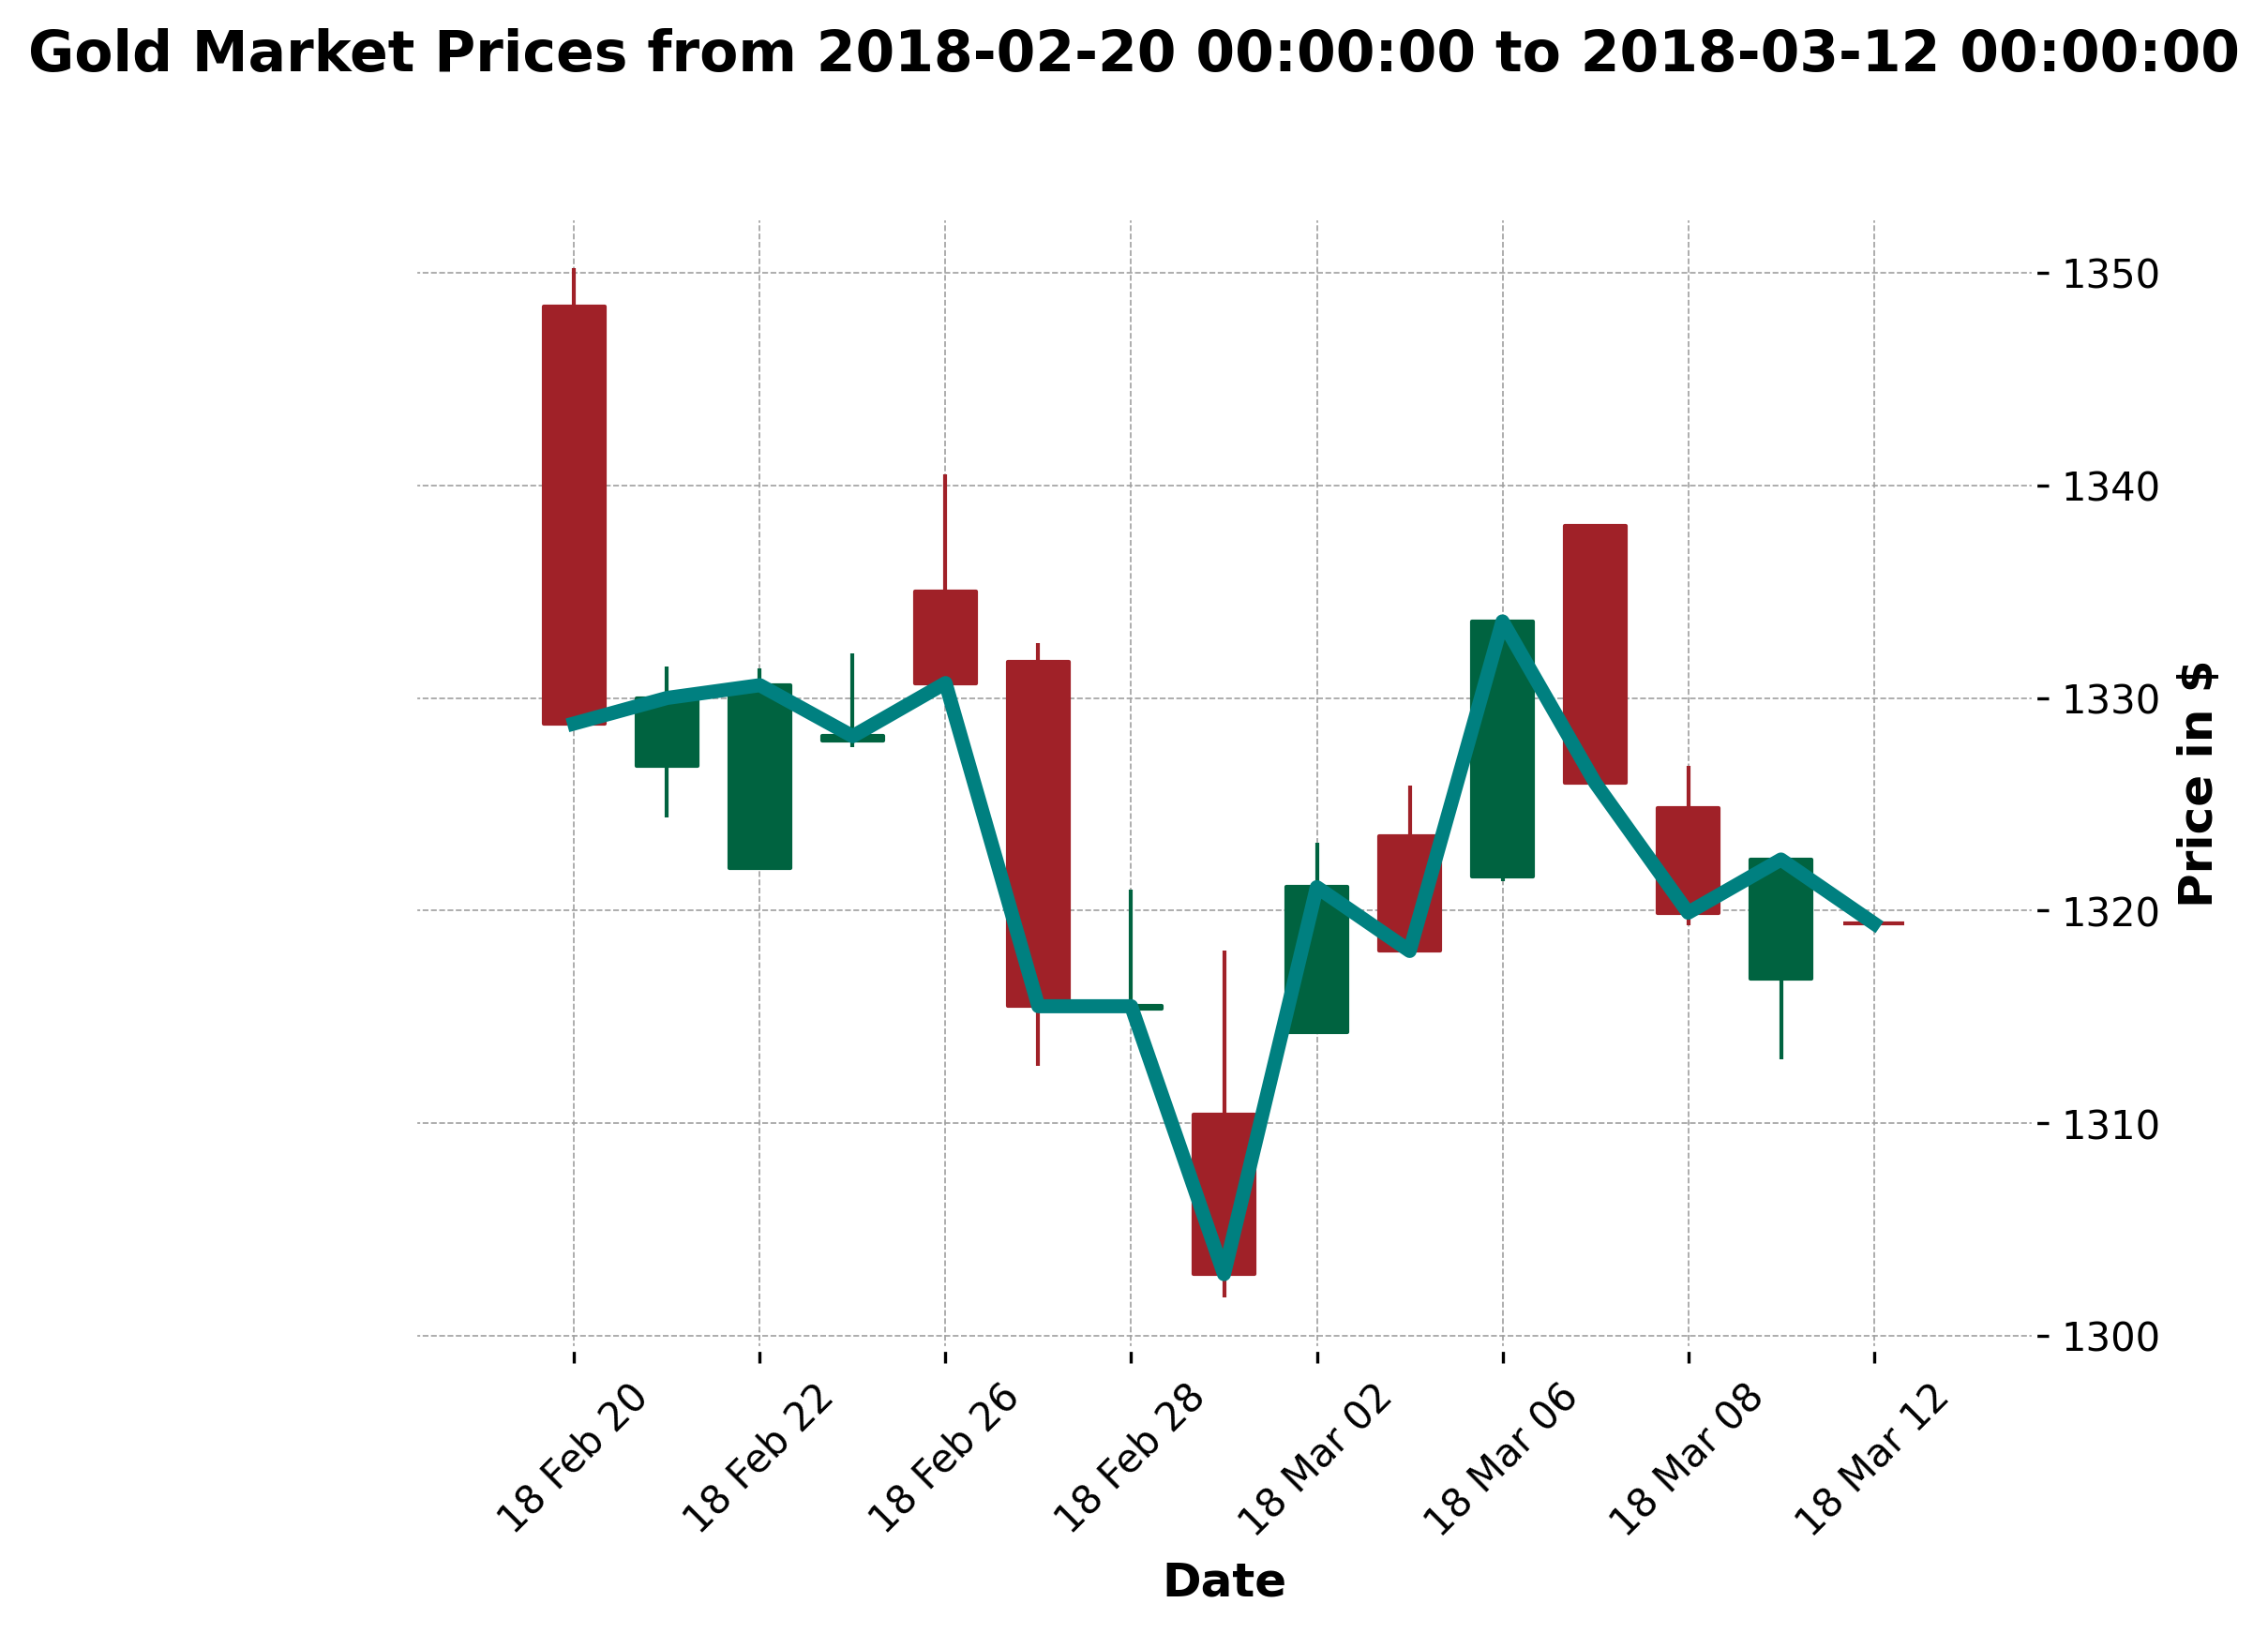 Gold Market Prices from 2018-02-20 00:00:00 to 2018-03-12 00:00:00
1350
1340
1330
1320
1310
1300
Price in $
18 Feb 20
18 Feb 22
18 Feb 26
18 Feb 28
18 Mar 02
18 Mar 06
18 Mar 08
18 Mar 12
Date